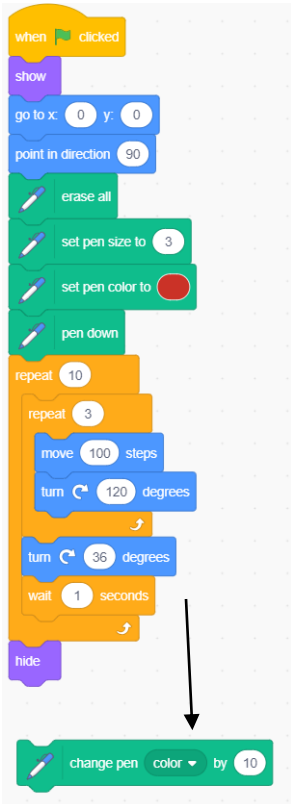 when clicked
show
go to x: 0 y: 0
point in direction 90
erase all
set pen size to 3
set pen color to
pen down
repeat 10
repeat 3
move 100 steps
turn 120 degrees
turn 36 degrees
wait 1 seconds
hide
change pen color by 10